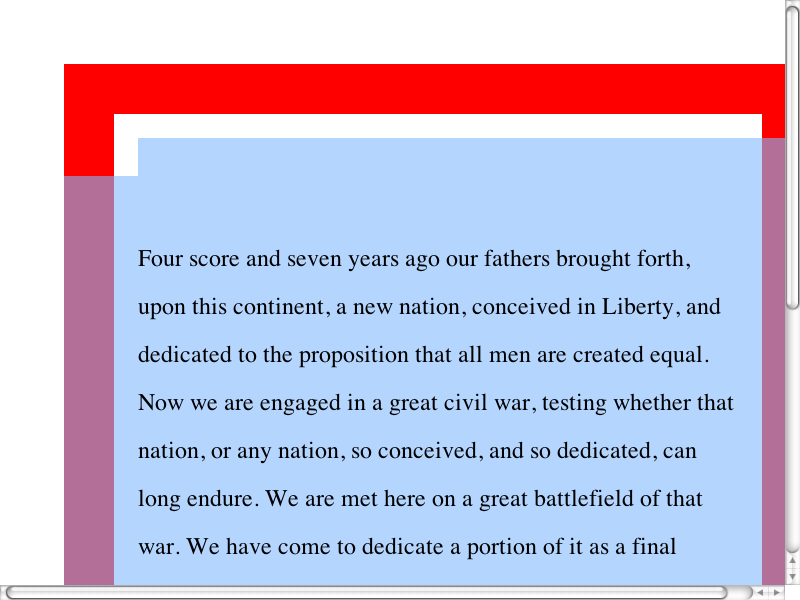 Four score and seven years ago our fathers brought forth,
upon this continent, a new nation, conceived in Liberty, and
dedicated to the proposition that all men are created equal.
Now we are engaged in a great civil war, testing whether that
nation, or any nation, so conceived, and so dedicated, can
long endure. We are met here on a great battlefield of that
war. We have come to dedicate a portion of it as a final